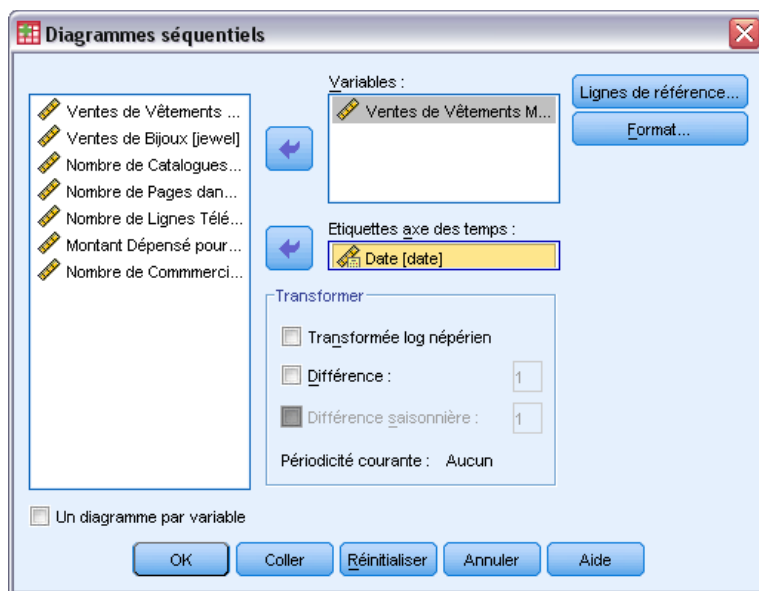 Diagrammes séquentiels
Ventes de Vêtements ...
Ventes de Bijoux [jewel]
Nombre de Catalogues...
Nombre de Pages dan...
Nombre de Lignes Télé...
Montant Dépensé pour...
Nombre de Commmerci...
Variables :
Ventes de Vêtements M...
Etiquettes axe des temps :
Date [date]
Transformer
Transformée log népérien
Différence :
1
Différence saisonnière :
1
Périodicité courante : Aucun
Lignes de référence...
Format...
Un diagramme par variable
OK
Coller
Réinitialiser
Annuler
Aide